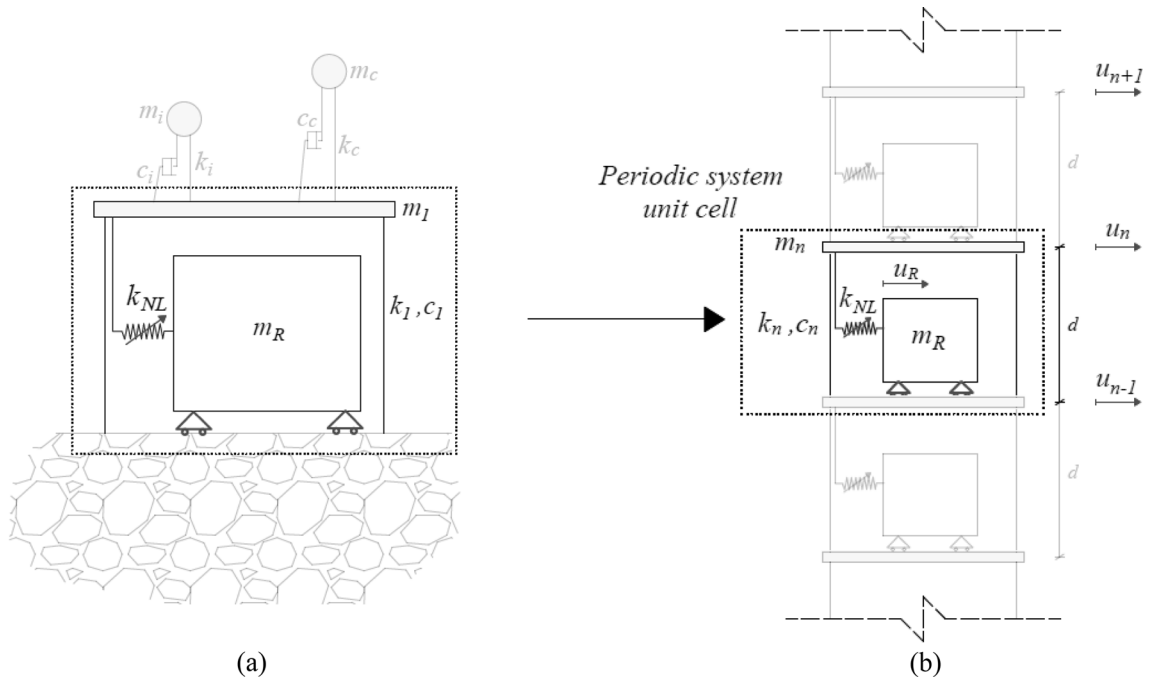 m_c
m_i
c_c
k_c
c_i
k_i
m_1
k_NL
k_1 ,c_1
m_R
(a)
Periodic system
unit cell
u_n+1
d
u_n
m_n
u_R
k_NL
k_n ,c_n
m_R
d
u_n-1
d
(b)